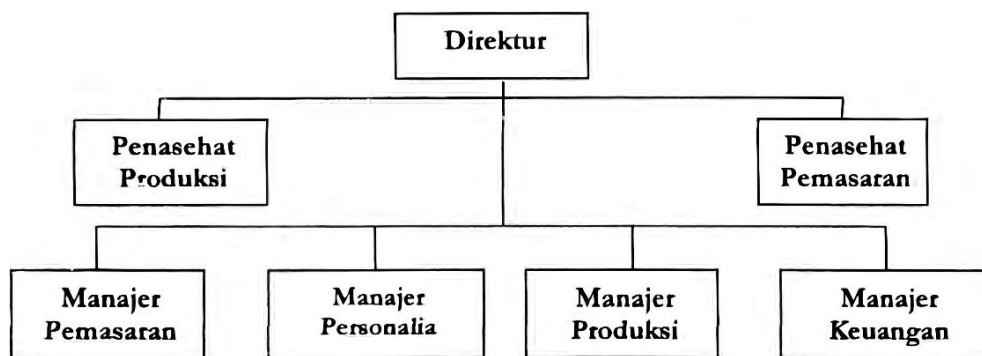 Direktur
Penasehat
Produksi
Penasehat
Pemasaran
Manajer
Pemasaran
Manajer
Personalia
Manajer
Produksi
Manajer
Keuangan